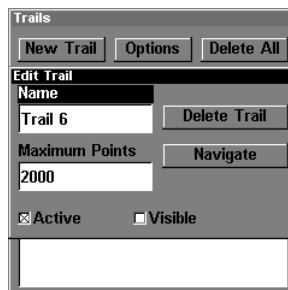 Trails
New Trail Options Delete All
Edit Trail
Name
Trail 6 Delete Trail
Maximum Points Navigate
2000
Active Visible